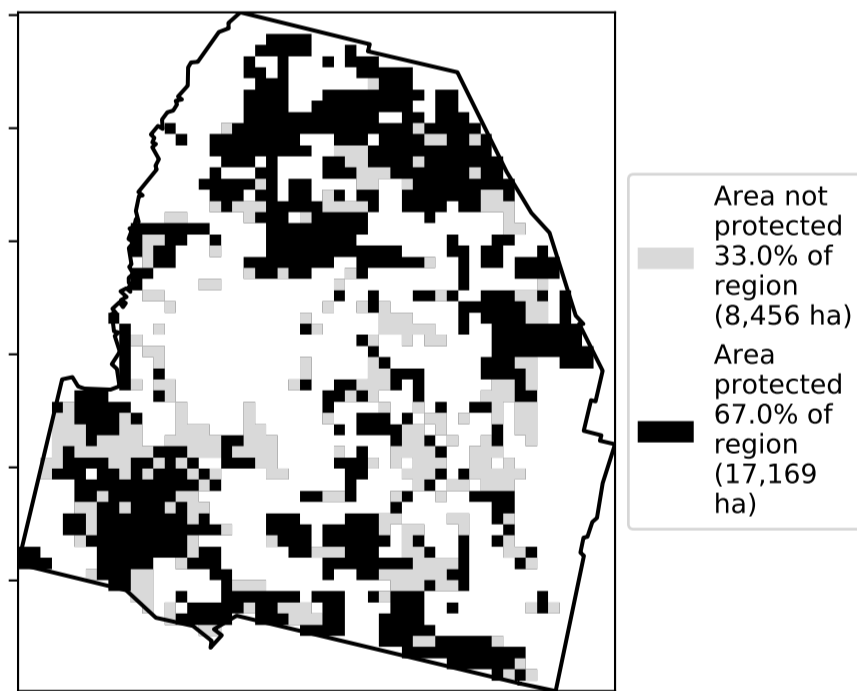 Area not
protected
33.0% of
region
(8,456 ha)
Area
protected
67.0% of
region
(17,169
ha)